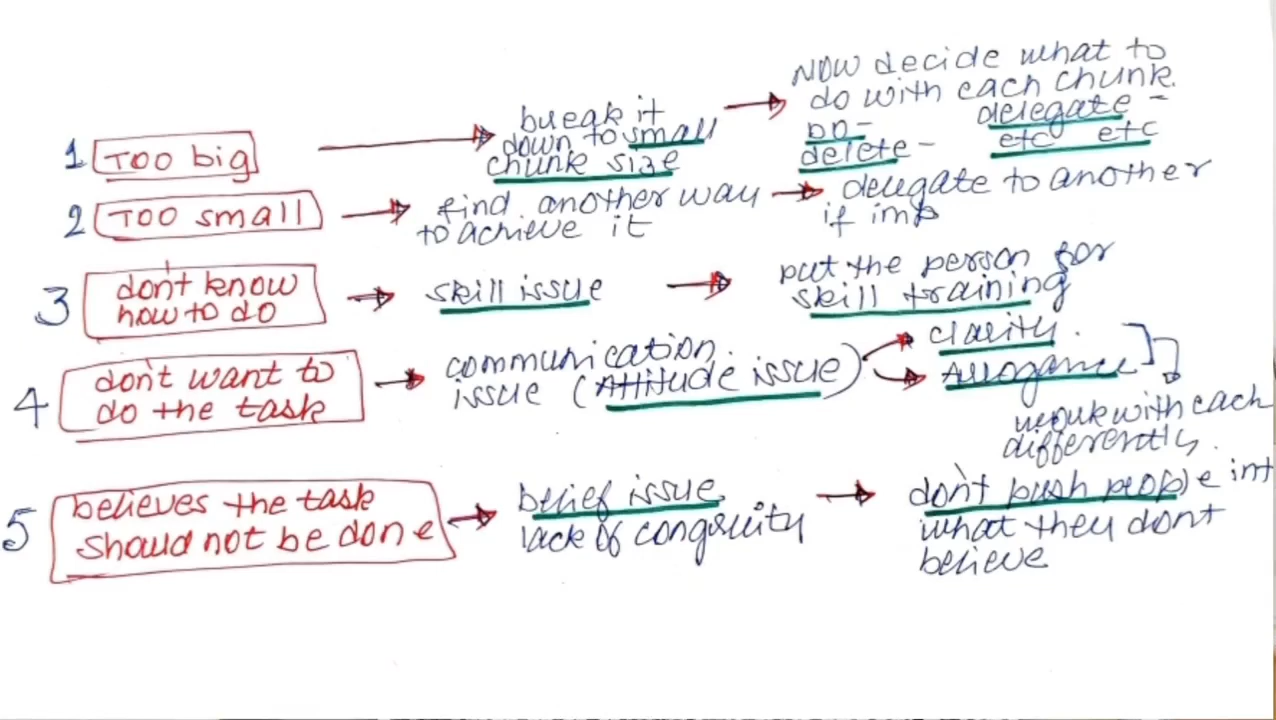 1 Too big
break it
down to small
chunk size
Now decide what to
do with each chunk.
do- delegate -
delete - etc etc
2 Too small
find another way
to achieve it
delegate to another
if imp
3 don't know
how to do
skill issue
put the person for
skill training
4 don't want to
do the task
communication
issue (Attitude issue)
clarity.
Arrogance
work with each
differently.
5 believes the task
should not be done
belief issue
lack of congruity
don't push people int
what they don't
believe